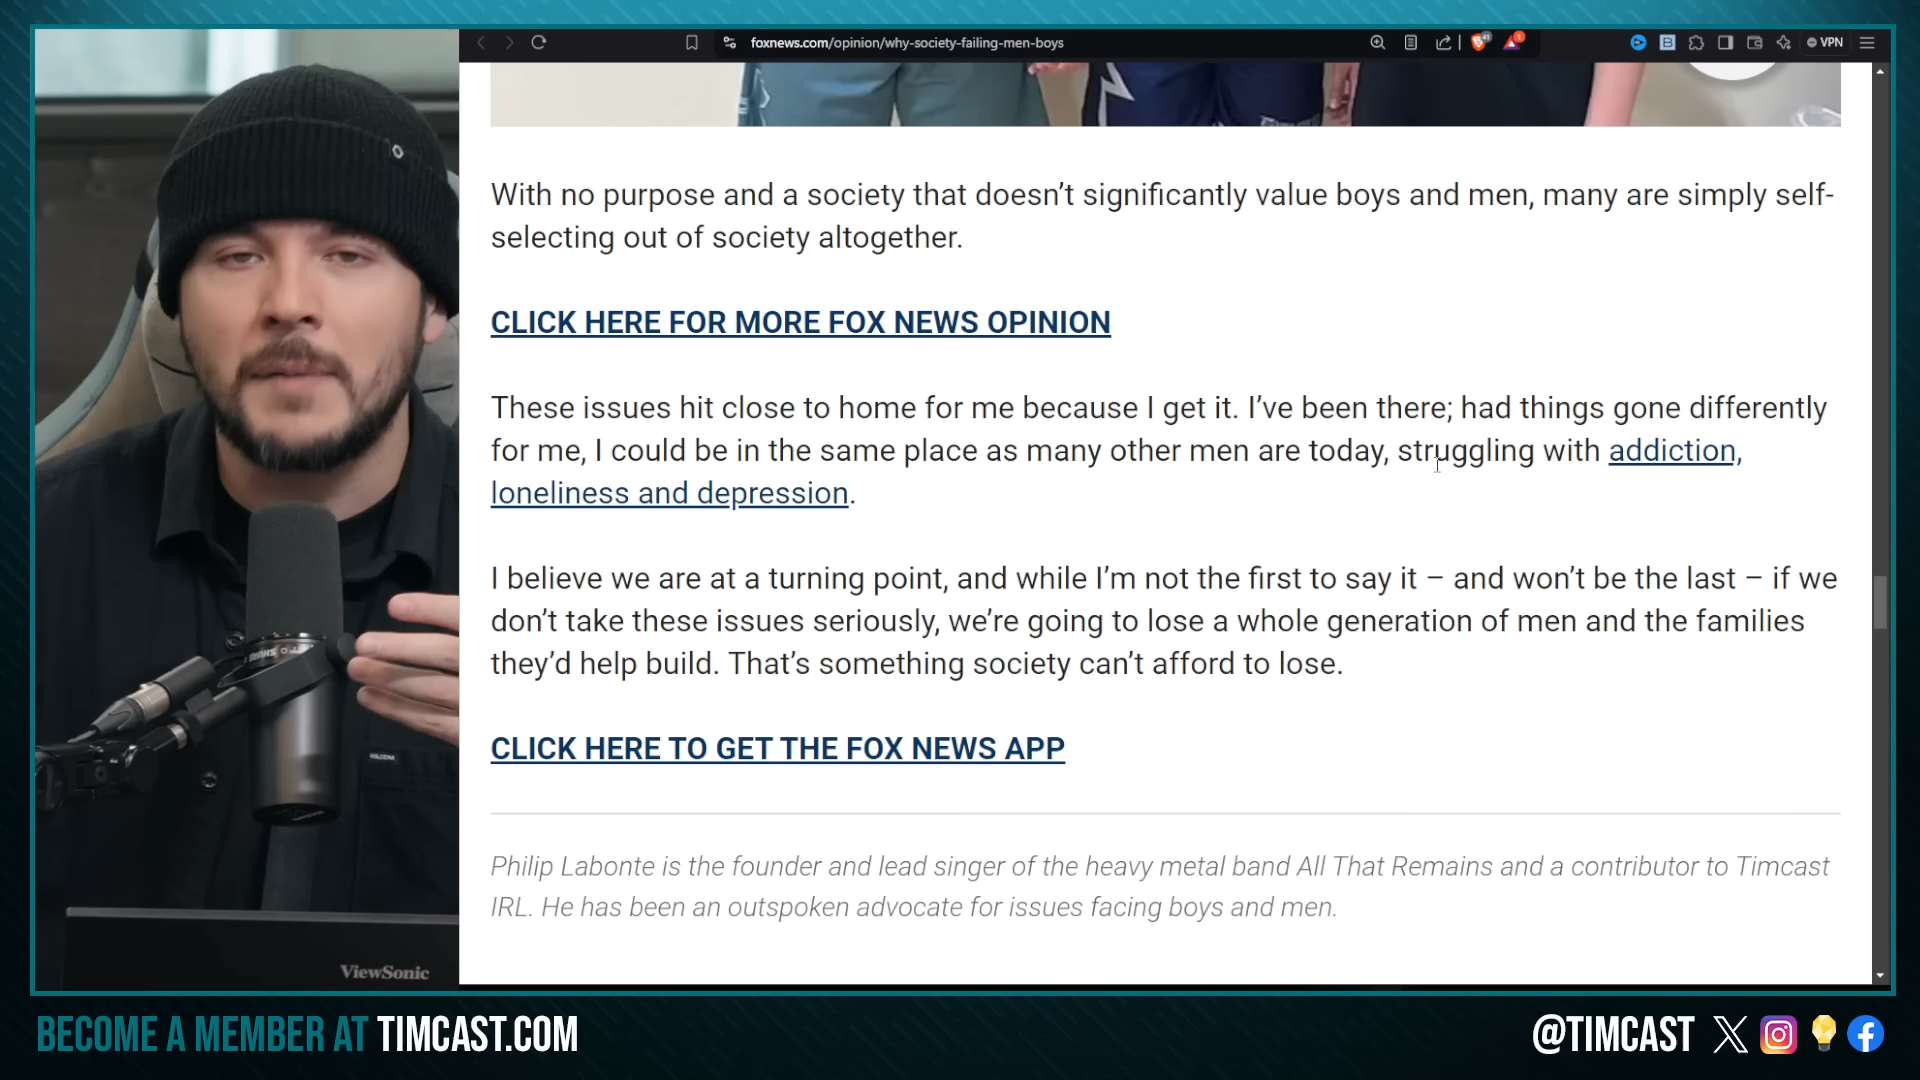 foxnews.com/opinion/why-society-failing-men-boys
VPN
With no purpose and a society that doesn’t significantly value boys and men, many are simply self-
selecting out of society altogether.
CLICK HERE FOR MORE FOX NEWS OPINION
These issues hit close to home for me because I get it. I’ve been there; had things gone differently
for me, I could be in the same place as many other men are today, struggling with addiction,
loneliness and depression.
I believe we are at a turning point, and while I’m not the first to say it – and won’t be the last – if we
don’t take these issues seriously, we’re going to lose a whole generation of men and the families
they’d help build. That’s something society can’t afford to lose.
CLICK HERE TO GET THE FOX NEWS APP
Philip Labonte is the founder and lead singer of the heavy metal band All That Remains and a contributor to Timcast
IRL. He has been an outspoken advocate for issues facing boys and men.
ViewSonic
BECOME A MEMBER AT TIMCAST.COM
@TIMCAST